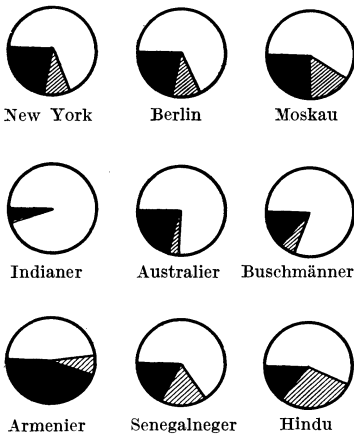 New York Berlin Moskau
Indianer Australier Buschmänner
Armenier Senegalneger Hindu